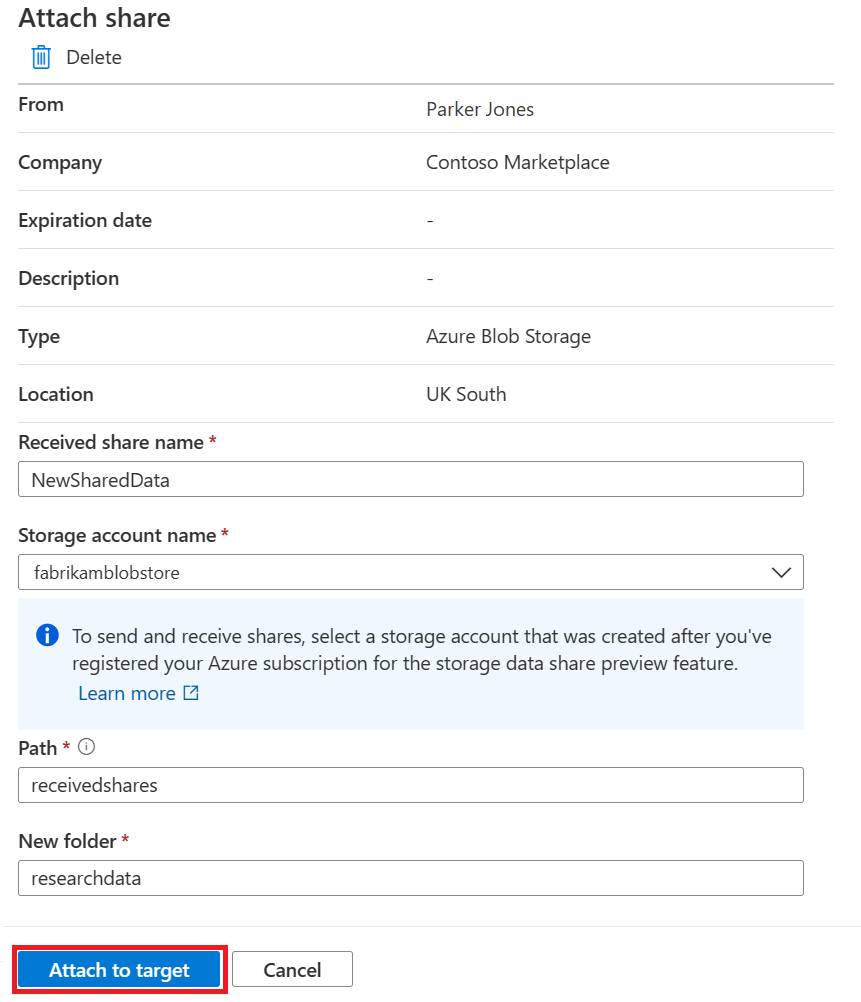 Attach share
Delete
From Parker Jones
Company Contoso Marketplace
Expiration date -
Description -
Type Azure Blob Storage
Location UK South
Received share name *
NewSharedData
Storage account name *
fabrikamblobstore
To send and receive shares, select a storage account that was created after you've
registered your Azure subscription for the storage data share preview feature.
Learn more
Path *
receivedshares
New folder *
researchdata
Attach to target Cancel